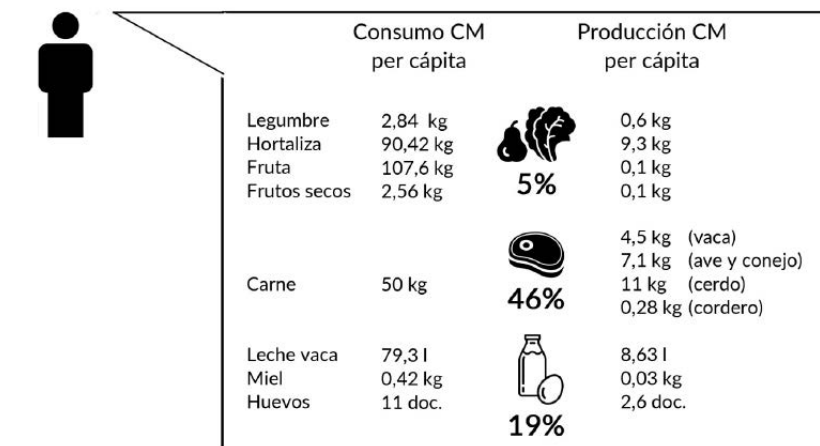 Consumo CM Producción CM
per cápita per cápita
Legumbre 2,84 kg 0,6 kg
Hortaliza 90,42 kg 9,3 kg
Fruta 107,6 kg 0,1 kg
Frutos secos 2,56 kg 0,1 kg
5%
4,5 kg (vaca)
7,1 kg (ave y conejo)
Carne 50 kg 11 kg (cerdo)
0,28 kg (cordero)
46%
Leche vaca 79,3 l 8,63 l
Miel 0,42 kg 0,03 kg
Huevos 11 doc. 2,6 doc.
19%